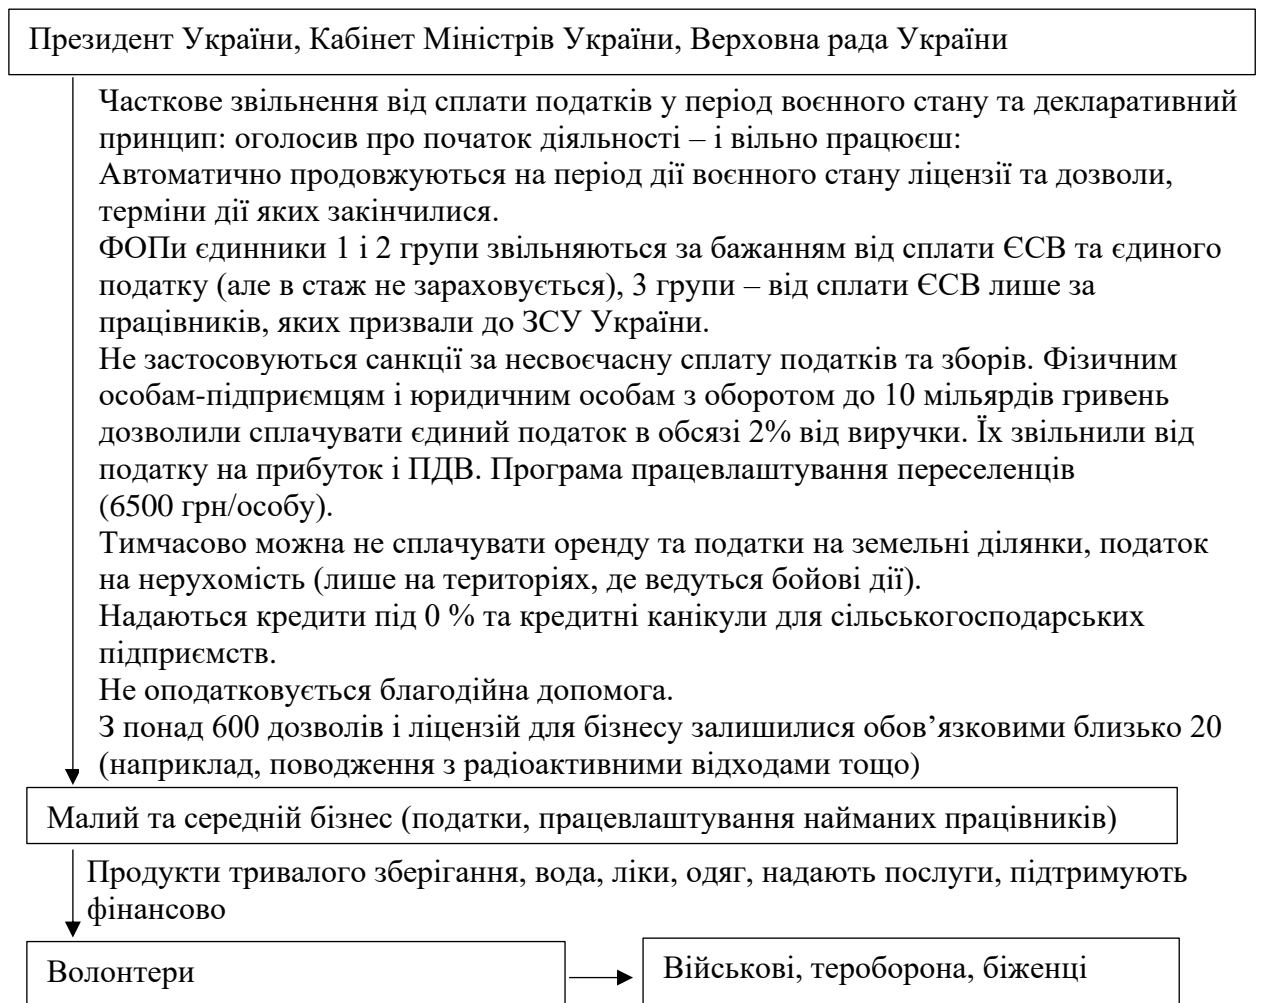 Президент України, Кабінет Міністрів України, Верховна рада України
Часткове звільнення від сплати податків у період воєнного стану та декларативний
принцип: оголосив про початок діяльності – і вільно працюєш:
Автоматично продовжуються на період дії воєнного стану ліцензії та дозволи,
терміни дії яких закінчилися.
ФОПи єдинники 1 і 2 групи звільняються за бажанням від сплати ЄСВ та єдиного
податку (але в стаж не зараховується), 3 групи – від сплати ЄСВ лише за
працівників, яких призвали до ЗСУ України.
Не застосовуються санкції за несвоєчасну сплату податків та зборів. Фізичним
особам-підприємцям і юридичним особам з оборотом до 10 мільярдів гривень
дозволили сплачувати єдиний податок в обсязі 2% від виручки. Їх звільнили від
податку на прибуток і ПДВ. Програма працевлаштування переселенців
(6500 грн/особу).
Тимчасово можна не сплачувати оренду та податки на земельні ділянки, податок
на нерухомість (лише на територіях, де ведуться бойові дії).
Надаються кредити під 0 % та кредитні канікули для сільськогосподарських
підприємств.
Не оподатковується благодійна допомога.
З понад 600 дозволів і ліцензій для бізнесу залишилися обов’язковими близько 20
(наприклад, поводження з радіоактивними відходами тощо)
Малий та середній бізнес (податки, працевлаштування найманих працівників)
Продукти тривалого зберігання, вода, ліки, одяг, надають послуги, підтримують
фінансово
Волонтери
Військові, тероборона, біженці